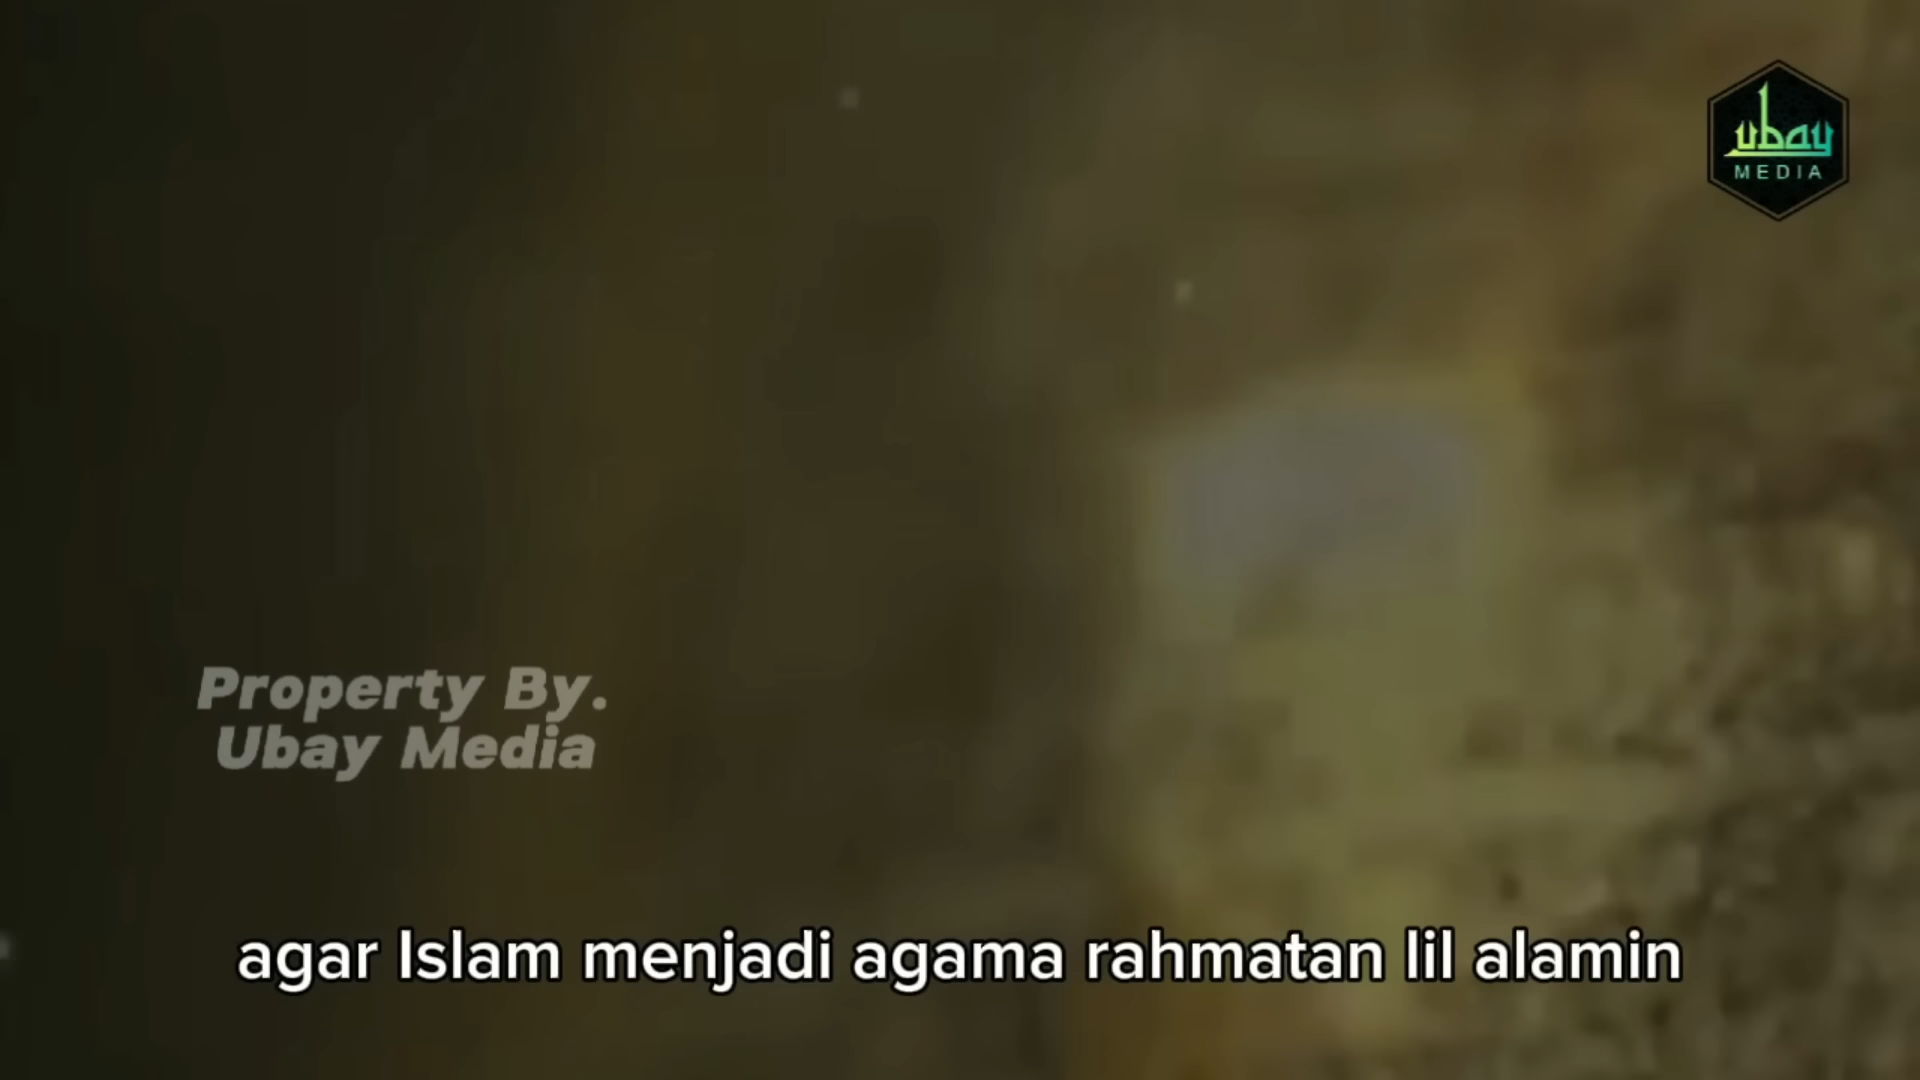 ubay
MEDIA
Property By.
Ubay Media
agar Islam menjadi agama rahmatan lil alamin